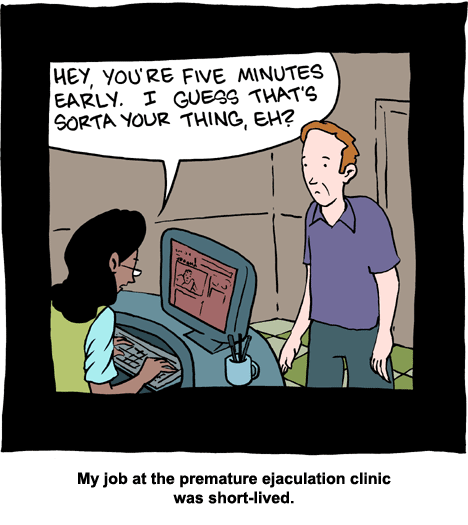 HEY, YOU'RE FIVE MINUTES
EARLY. I GUESS THAT'S
SORTA YOUR THING, EH?
My job at the premature ejaculation clinic
was short-lived.